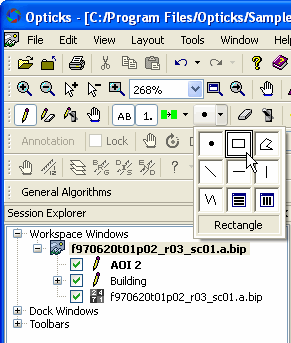 Opticks - [C:/Program Files/Opticks/Sample
File Edit View Layout Tools Window Help
268%
AB 1.
Annotation Lock
General Algorithms
Session Explorer
Rectangle
Workspace Windows
f970620t01p02_r03_sc01.a.bip
AOI 2
Building
f970620t01p02_r03_sc01.a.bip
Dock Windows
Toolbars